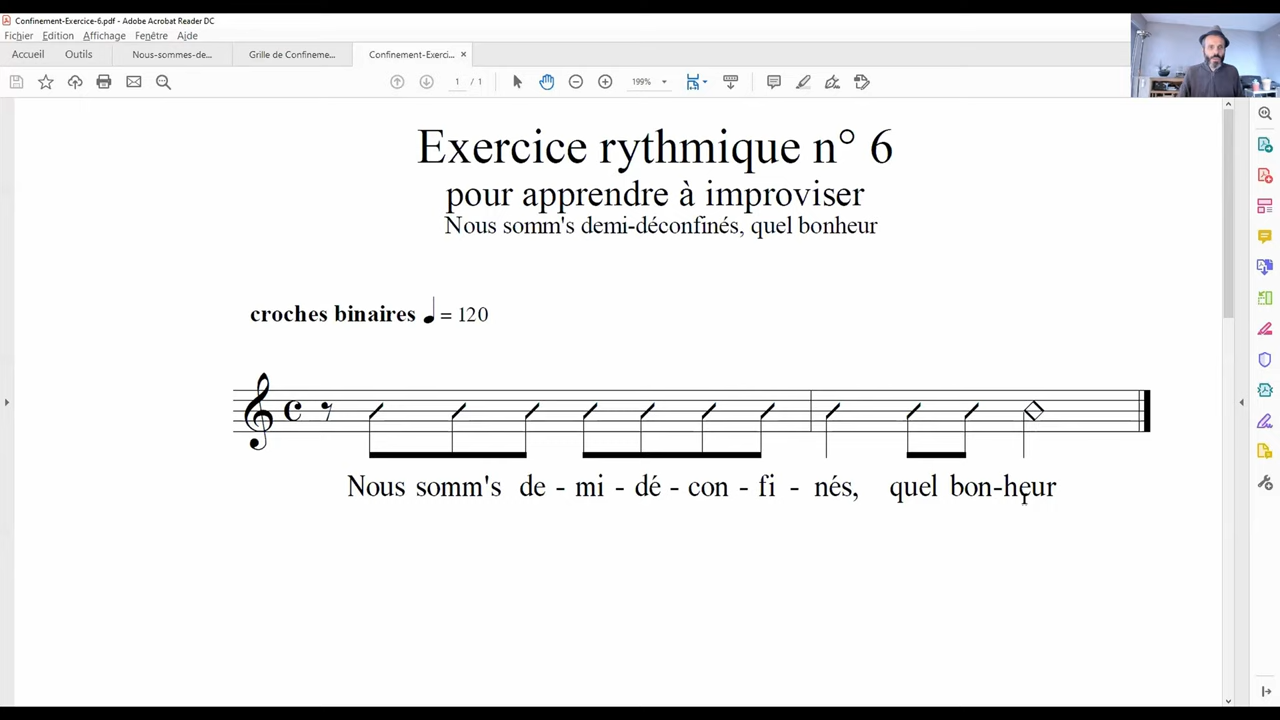 Confinement-Exercice-6.pdf - Adobe Acrobat Reader DC
Fichier Edition Affichage Fenêtre Aide
Accueil Outils Nous-sommes-de... Grille de Confineme... Confinement-Exerci... ×
1 / 1 199%
Exercice rythmique n° 6
pour apprendre à improviser
Nous somm's demi-déconfinés, quel bonheur
croches binaires = 120
Nous somm's de - mi - dé - con - fi - nés, quel bon-heur